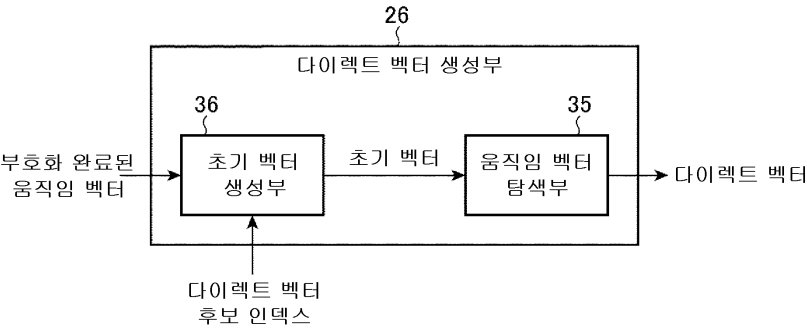 26
다이렉트 벡터 생성부
36
35
부호화 완료된
움직임 벡터
초기 벡터
생성부
초기 벡터
움직임 벡터
탐색부
다이렉트 벡터
다이렉트 벡터
후보 인덱스